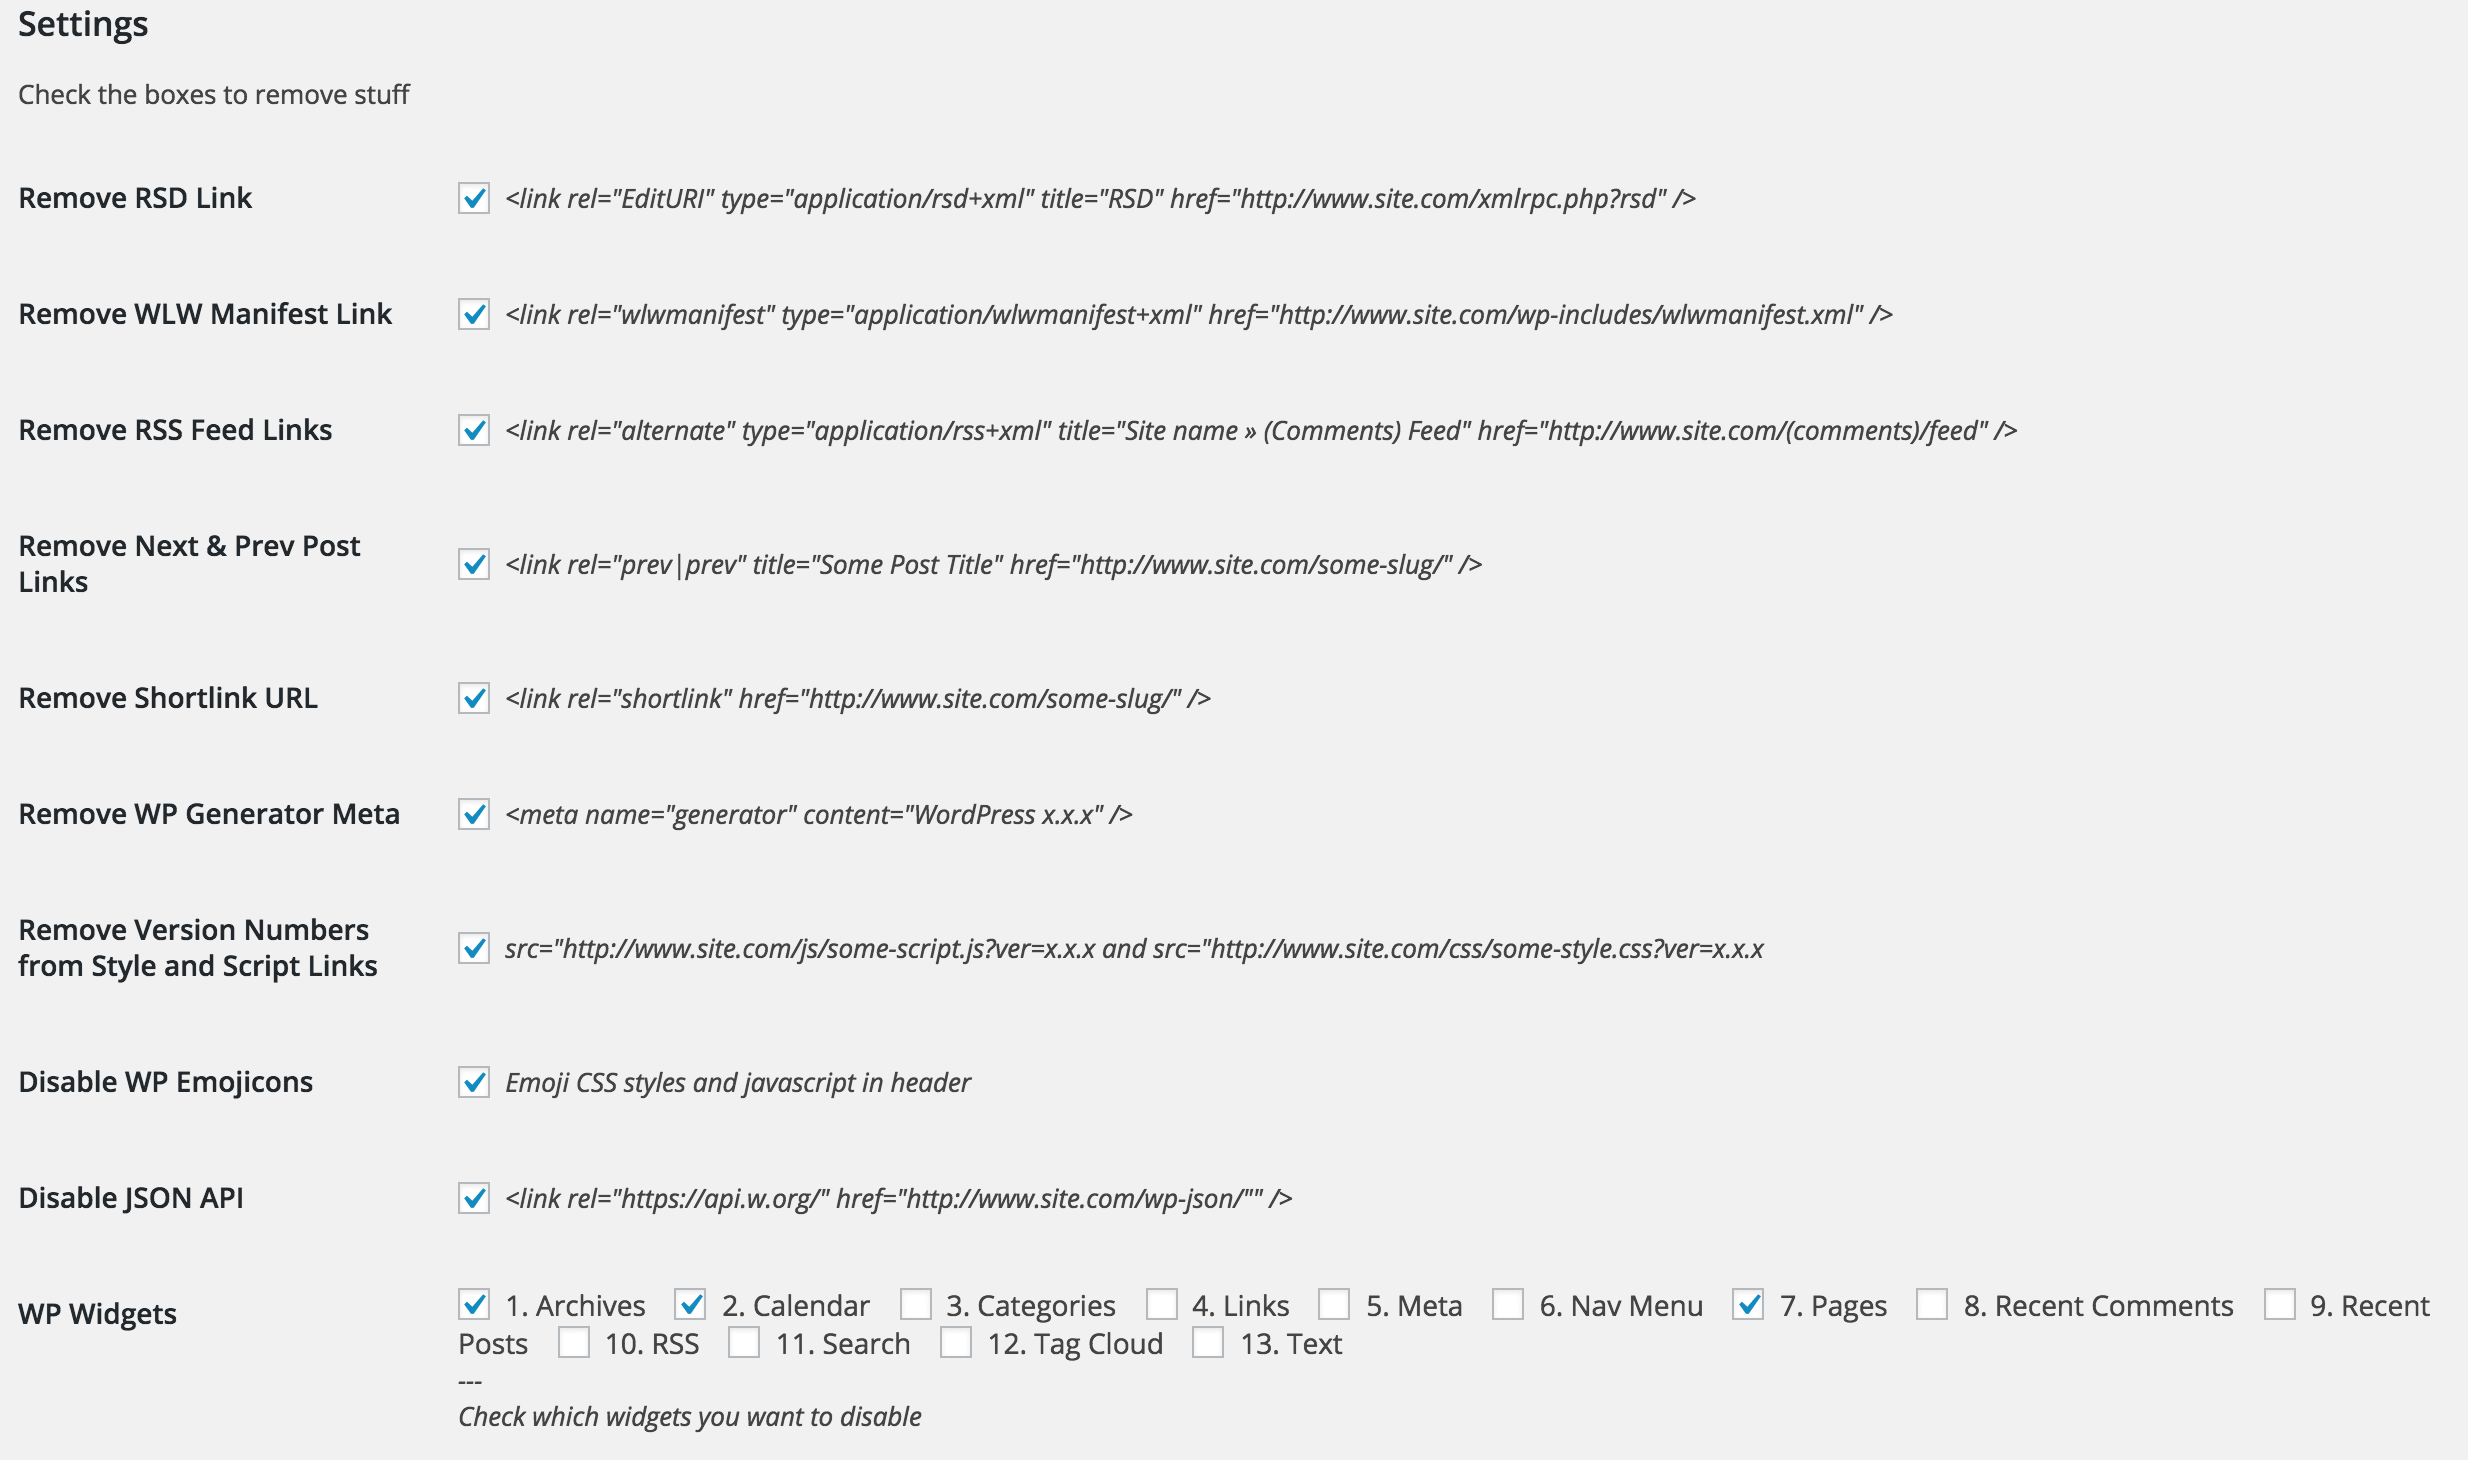 Settings
Check the boxes to remove stuff
Remove RSD Link
<link rel="EditURI" type="application/rsd+xml" title="RSD" href="http://www.site.com/xmlrpc.php?rsd" />
Remove WLW Manifest Link
<link rel="wlwmanifest" type="application/wlwmanifest+xml" href="http://www.site.com/wp-includes/wlwmanifest.xml" />
Remove RSS Feed Links
<link rel="alternate" type="application/rss+xml" title="Site name » (Comments) Feed" href="http://www.site.com/(comments)/feed" />
Remove Next & Prev Post
Links
<link rel="prev|prev" title="Some Post Title" href="http://www.site.com/some-slug/" />
Remove Shortlink URL
<link rel="shortlink" href="http://www.site.com/some-slug/" />
Remove WP Generator Meta
<meta name="generator" content="WordPress x.x.x" />
Remove Version Numbers
from Style and Script Links
src="http://www.site.com/js/some-script.js?ver=x.x.x and src="http://www.site.com/css/some-style.css?ver=x.x.x
Disable WP Emojicons
Emoji CSS styles and javascript in header
Disable JSON API
<link rel="https://api.w.org/" href="http://www.site.com/wp-json/"" />
WP Widgets
1. Archives 2. Calendar 3. Categories 4. Links 5. Meta 6. Nav Menu 7. Pages 8. Recent Comments 9. Recent
Posts 10. RSS 11. Search 12. Tag Cloud 13. Text
---
Check which widgets you want to disable